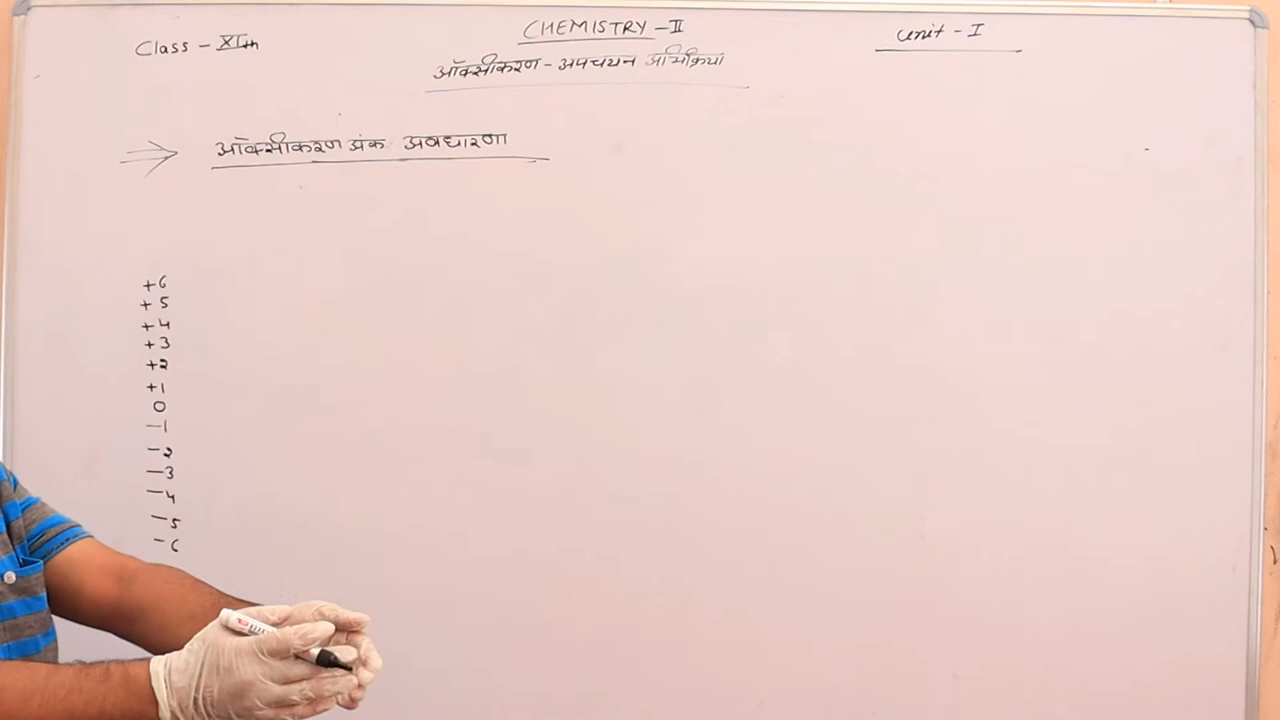 Class - XIth
CHEMISTRY - II
Unit - I
ऑक्सीकरण - अपचयन अभिक्रिया
ऑक्सीकरण अंक अवधारणा
+6
+5
+4
+3
+2
+1
0
-1
-2
-3
-4
-5
-6